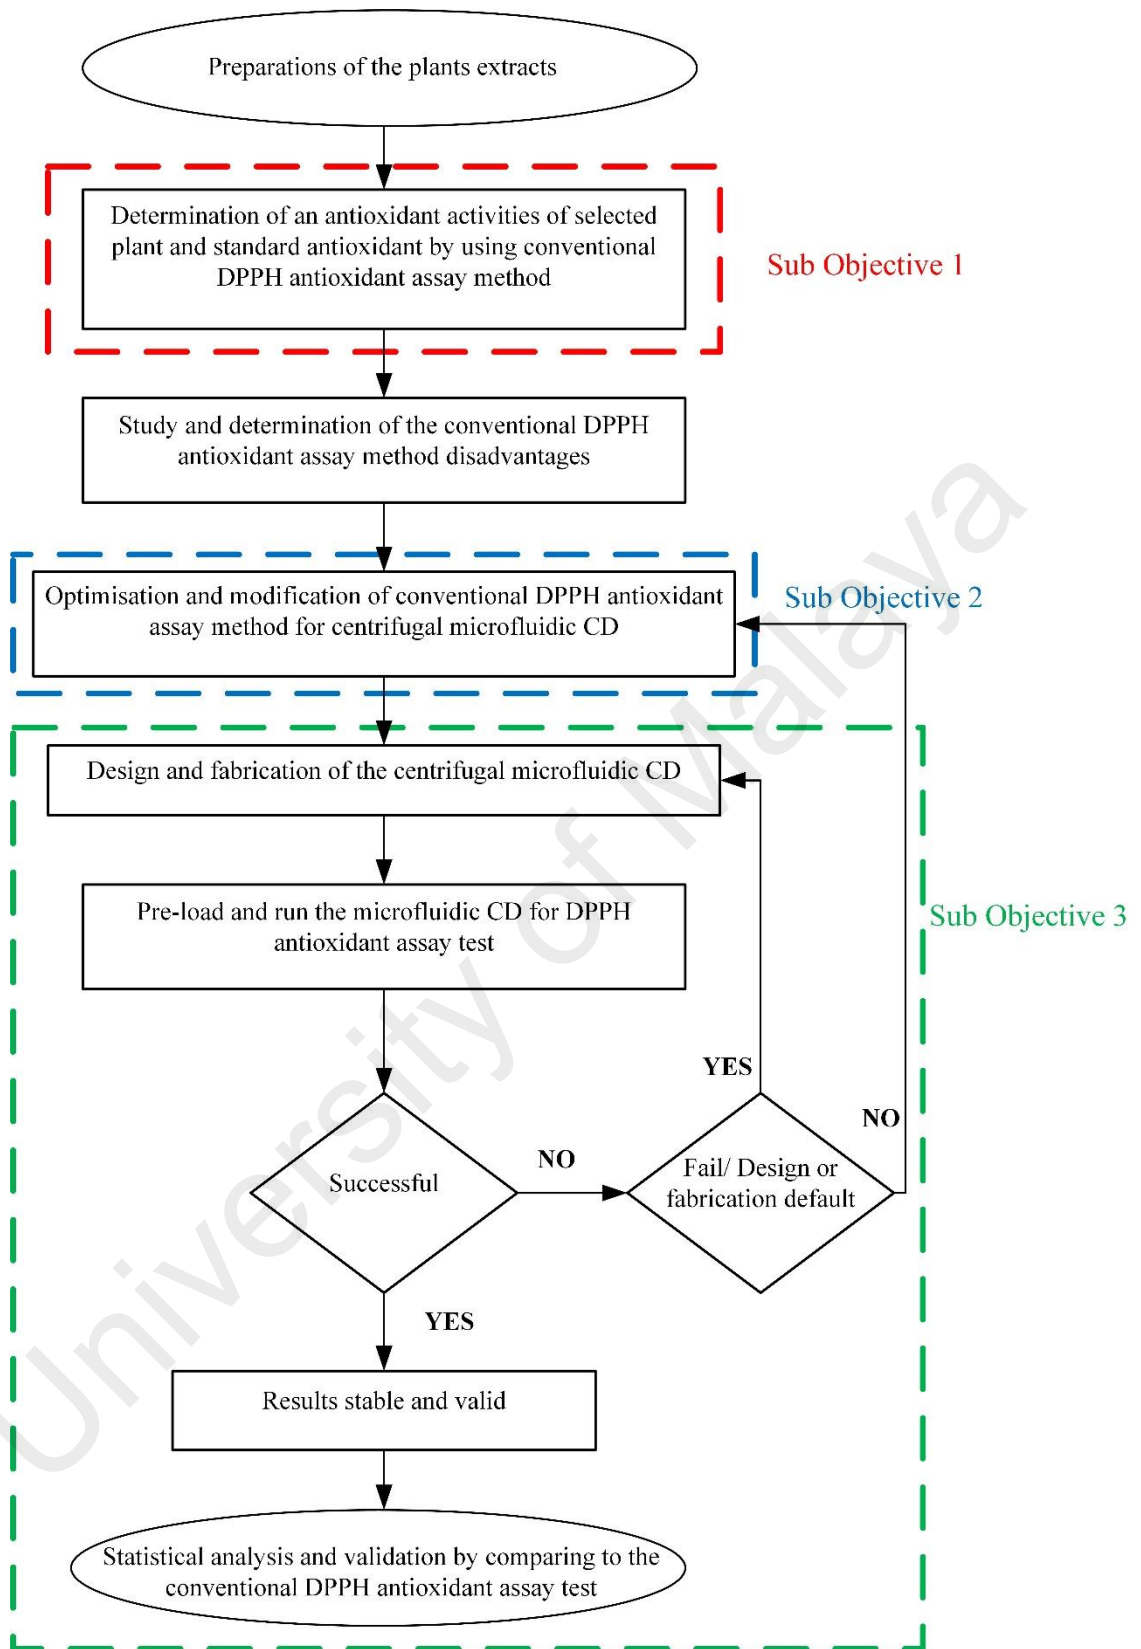 Preparations of the plants extracts
Determination of an antioxidant activities of selected
plant and standard antioxidant by using conventional
DPPH antioxidant assay method
Sub Objective 1
Study and determination of the conventional DPPH
antioxidant assay method disadvantages
Optimisation and modification of conventional DPPH antioxidant
assay method for centrifugal microfluidic CD
Sub Objective 2
Design and fabrication of the centrifugal microfluidic CD
Pre-load and run the microfluidic CD for DPPH
antioxidant assay test
Sub Objective 3
YES
NO
Successful
NO
Fail/ Design or
fabrication default
YES
Results stable and valid
Statistical analysis and validation by comparing to the
conventional DPPH antioxidant assay test
University of Malaya